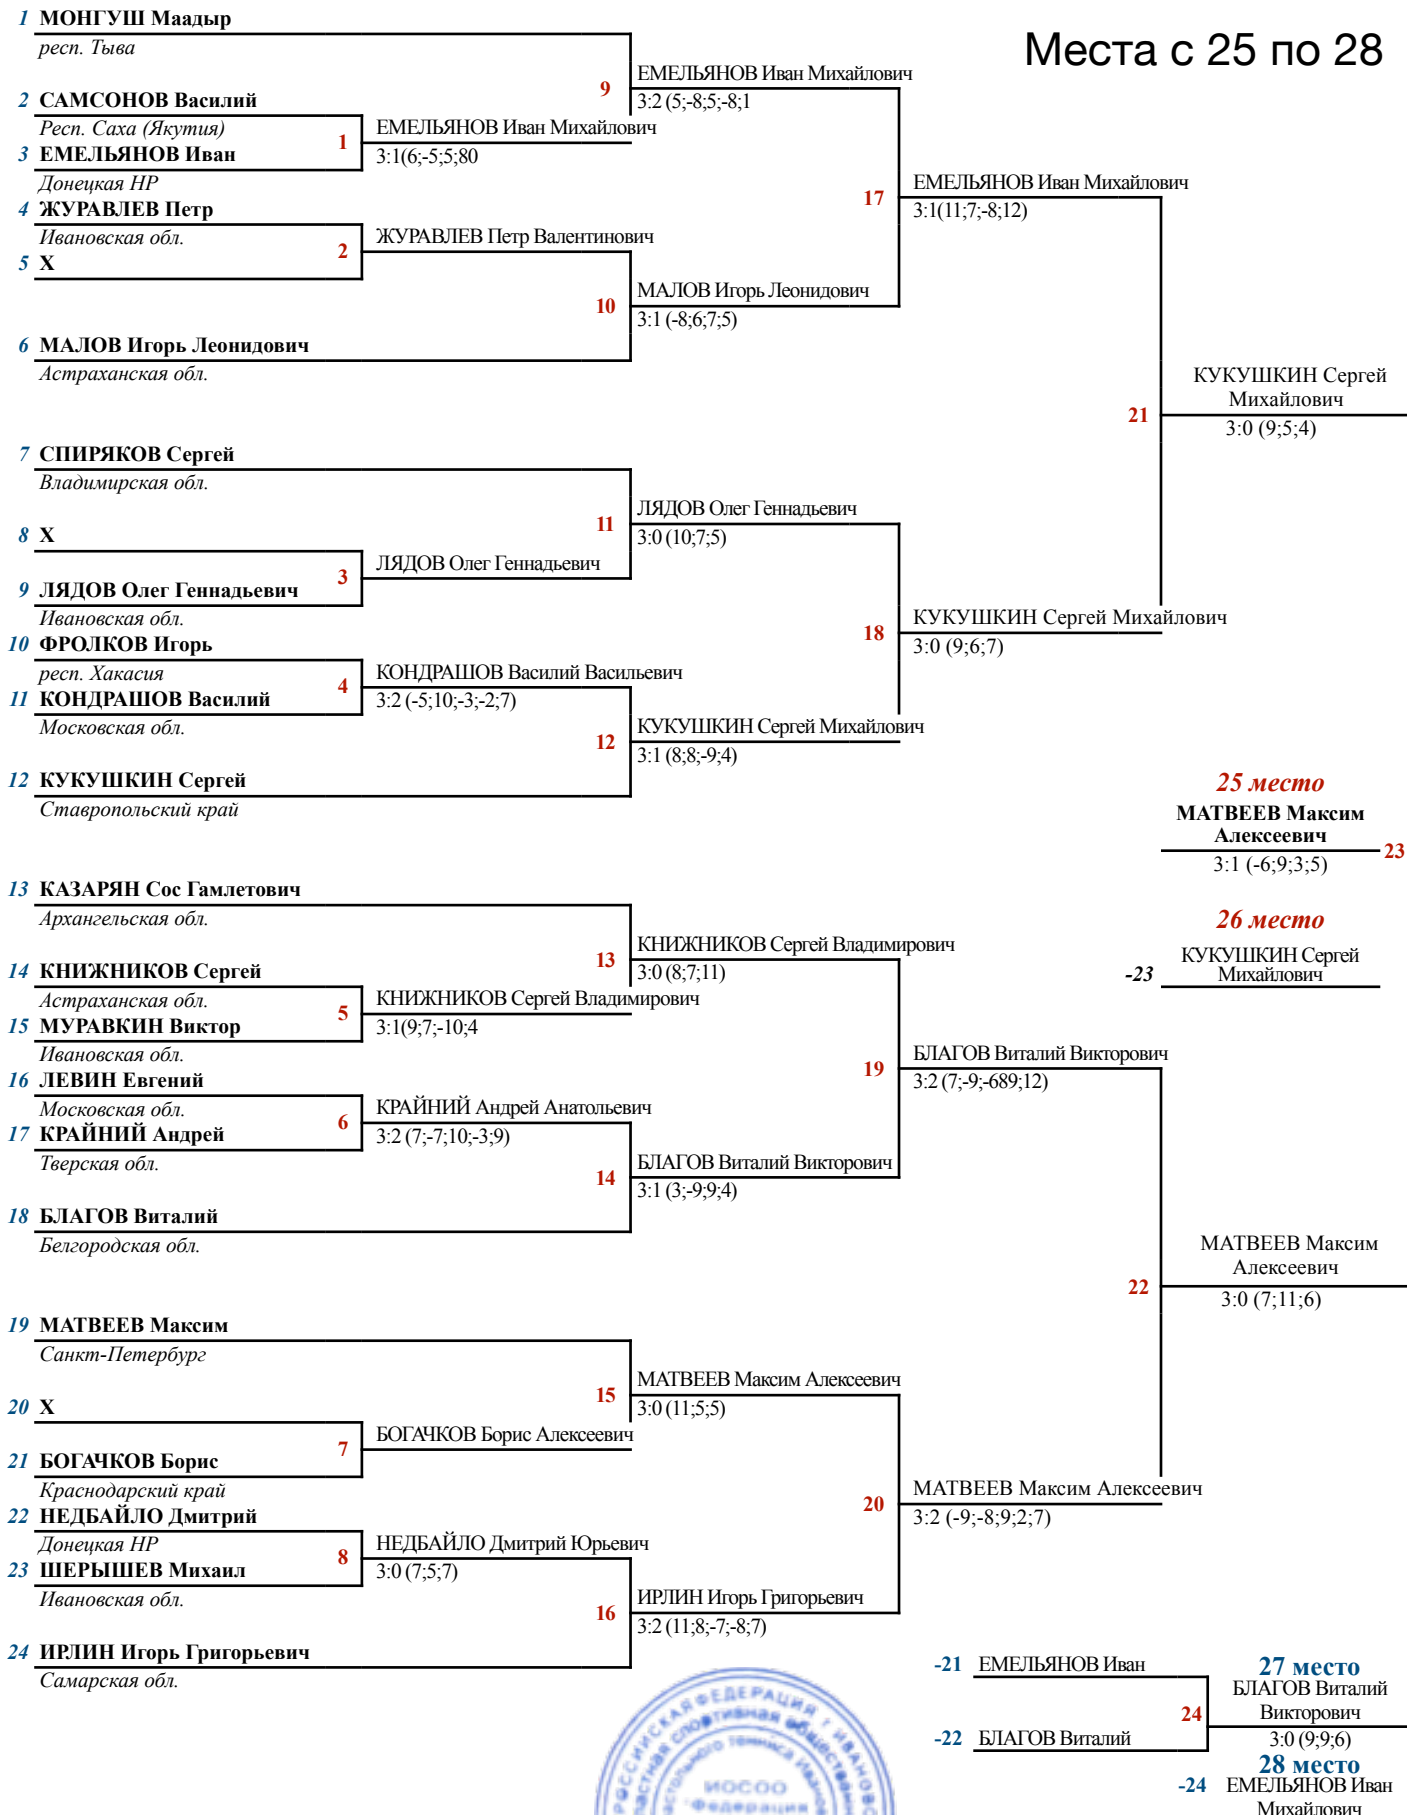 Места с 25 по 28
1 МОНГУШ Маадыр
респ. Тыва
9 ЕМЕЛЬЯНОВ Иван Михайлович
3:2 (5;-8;5;-8;1
2 САМСОНОВ Василий
Респ. Саха (Якутия)
1 ЕМЕЛЬЯНОВ Иван Михайлович
3:1(6;-5;5;80
3 ЕМЕЛЬЯНОВ Иван
Донецкая НР
17 ЕМЕЛЬЯНОВ Иван Михайлович
3:1(11;7;-8;12)
4 ЖУРАВЛЕВ Петр
Ивановская обл.
2 ЖУРАВЛЕВ Петр Валентинович
5 X
10 МАЛОВ Игорь Леонидович
3:1 (-8;6;7;5)
6 МАЛОВ Игорь Леонидович
Астраханская обл.
21 КУКУШКИН Сергей
Михайлович
3:0 (9;5;4)
7 СПИРЯКОВ Сергей
Владимирская обл.
11 ЛЯДОВ Олег Геннадьевич
3:0 (10;7;5)
8 X
3 ЛЯДОВ Олег Геннадьевич
9 ЛЯДОВ Олег Геннадьевич
Ивановская обл.
18 КУКУШКИН Сергей Михайлович
3:0 (9;6;7)
10 ФРОЛКОВ Игорь
респ. Хакасия
4 КОНДРАШОВ Василий Васильевич
3:2 (-5;10;-3;-2;7)
11 КОНДРАШОВ Василий
Московская обл.
12 КУКУШКИН Сергей Михайлович
3:1 (8;8;-9;4)
12 КУКУШКИН Сергей
Ставропольский край
25 место
МАТВЕЕВ Максим
Алексеевич
23
3:1 (-6;9;3;5)
13 КАЗАРЯН Сос Гамлетович
Архангельская обл.
26 место
КУКУШКИН Сергей
-23 Михайлович
13 КНИЖНИКОВ Сергей Владимирович
3:0 (8;7;11)
14 КНИЖНИКОВ Сергей
Астраханская обл.
5 КНИЖНИКОВ Сергей Владимирович
3:1(9;7;-10;4
15 МУРАВКИН Виктор
Ивановская обл.
19 БЛАГОВ Виталий Викторович
3:2 (7;-9;-689;12)
16 ЛЕВИН Евгений
Московская обл.
6 КРАЙНИЙ Андрей Анатольевич
3:2 (7;-7;10;-3;9)
17 КРАЙНИЙ Андрей
Тверская обл.
14 БЛАГОВ Виталий Викторович
3:1 (3;-9;9;4)
18 БЛАГОВ Виталий
Белгородская обл.
22 МАТВЕЕВ Максим
Алексеевич
3:0 (7;11;6)
19 МАТВЕЕВ Максим
Санкт-Петербург
15 МАТВЕЕВ Максим Алексеевич
3:0 (11;5;5)
20 X
7 БОГАЧКОВ Борис Алексеевич
21 БОГАЧКОВ Борис
Краснодарский край
20 МАТВЕЕВ Максим Алексеевич
3:2 (-9;-8;9;2;7)
22 НЕДБАЙЛО Дмитрий
Донецкая НР
8 НЕДБАЙЛО Дмитрий Юрьевич
3:0 (7;5;7)
23 ШЕРЫШЕВ Михаил
Ивановская обл.
16 ИРЛИН Игорь Григорьевич
3:2 (11;8;-7;-8;7)
24 ИРЛИН Игорь Григорьевич
Самарская обл.
-21 ЕМЕЛЬЯНОВ Иван
27 место
БЛАГОВ Виталий
24 Викторович
-22 БЛАГОВ Виталий
3:0 (9;9;6)
28 место
-24 ЕМЕЛЬЯНОВ Иван
Михайлович
ИОСОО
Федерация